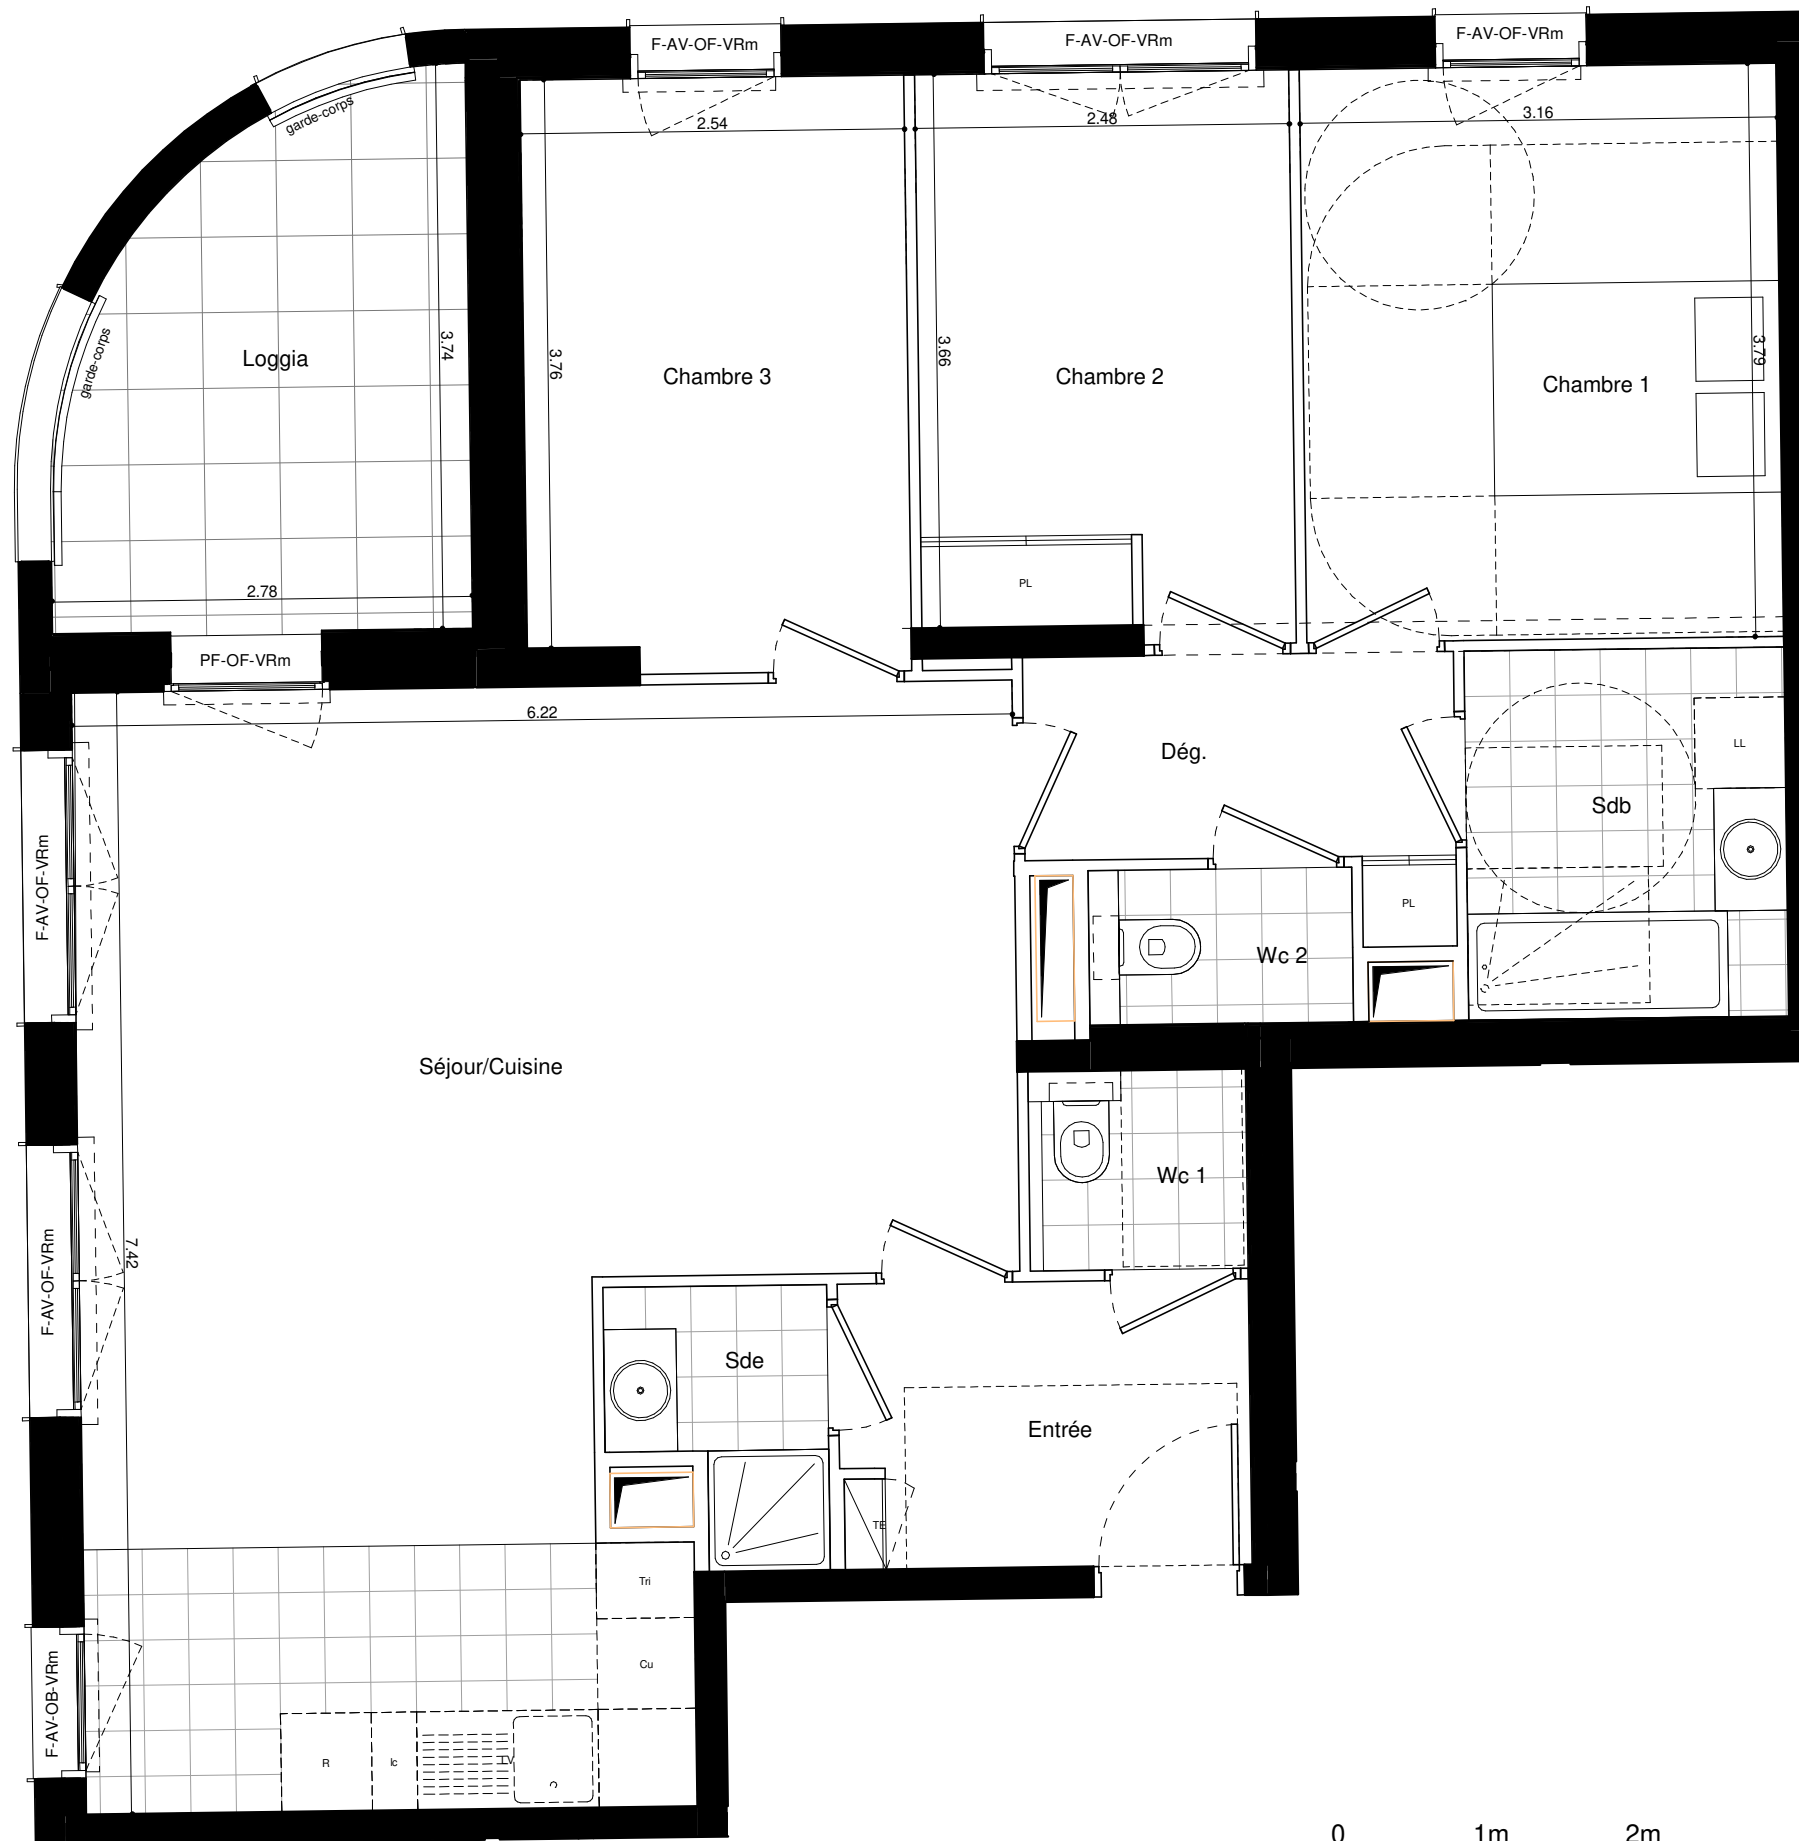 F-AV-OF-VRm
F-AV-OF-VRm
F-AV-OF-VRm
garde-corps
2.54
2.48
3.16
garde-corps
Loggia
3.74
3.76
Chambre 3
3.66
Chambre 2
Chambre 1
3.79
2.78
PL
PF-OF-VRm
6.22
Dég.
LL
Sdb
F-AV-OF-VRm
PL
Wc 2
Séjour/Cuisine
Wc 1
F-AV-OF-VRm
7.42
Sde
Entrée
TE
Tri
Cu
F-AV-OB-VRm
R
lc
LV
0
1m
2m